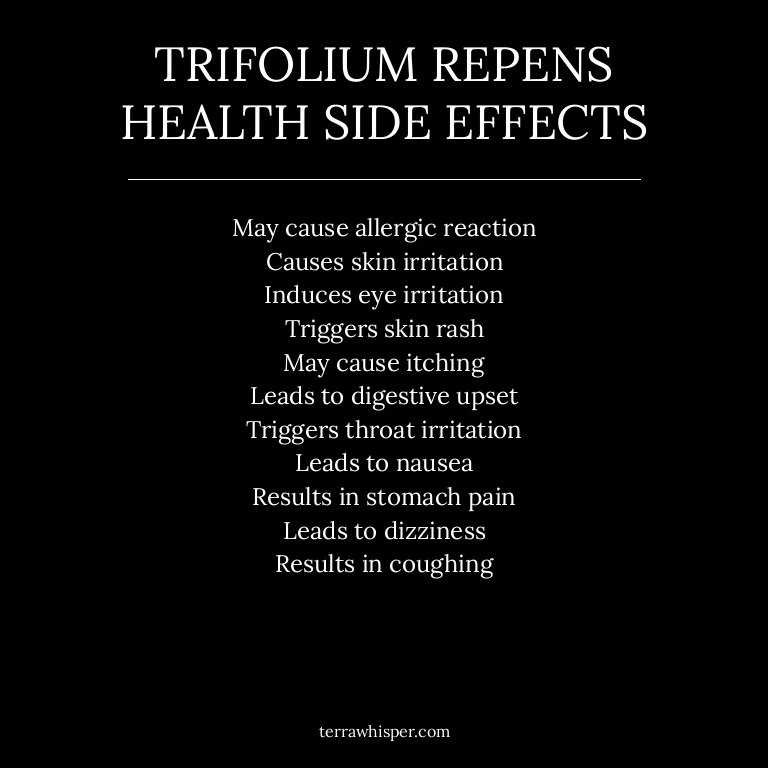 TRIFOLIUM REPENS
HEALTH SIDE EFFECTS
May cause allergic reaction
Causes skin irritation
Induces eye irritation
Triggers skin rash
May cause itching
Leads to digestive upset
Triggers throat irritation
Leads to nausea
Results in stomach pain
Leads to dizziness
Results in coughing
terrawhisper.com